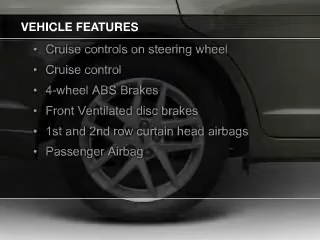 VEHICLE FEATURES
• Cruise controls on steering wheel
• Cruise control
• 4-wheel ABS Brakes
• Front Ventilated disc brakes
• 1st and 2nd row curtain head airbags
• Passenger Airbag